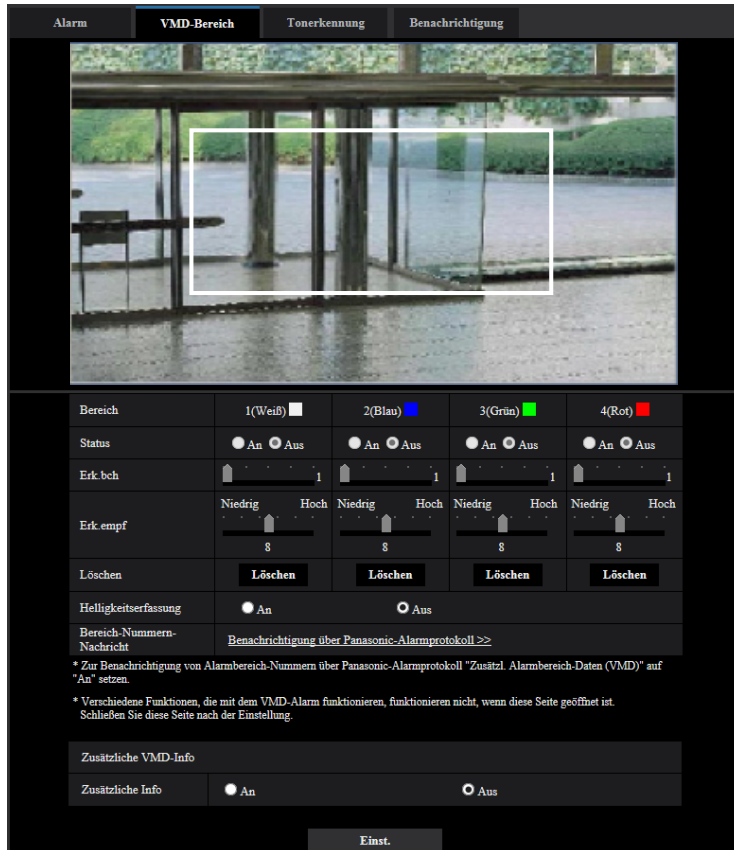 Alarm VMD-Bereich Tonerkennung Benachrichtigung
Bereich 1(Weiß) 2(Blau) 3(Grün) 4(Rot)
Status An Aus An Aus An Aus An Aus
Erk.bch 1 1 1 1
Niedrig Hoch Niedrig Hoch Niedrig Hoch Niedrig Hoch
Erk.empf
8 8 8 8
Löschen Löschen Löschen Löschen Löschen
Helligkeitserfassung An Aus
Bereich-Nummern-
Nachricht Benachrichtigung über Panasonic-Alarmprotokoll >>
* Zur Benachrichtigung von Alarmbereich-Nummern über Panasonic-Alarmprotokoll "Zusätzl. Alarmbereich-Daten (VMD)" auf
"An" setzen.
* Verschiedene Funktionen, die mit dem VMD-Alarm funktionieren, funktionieren nicht, wenn diese Seite geöffnet ist.
Schließen Sie diese Seite nach der Einstellung.
Zusätzliche VMD-Info
Zusätzliche Info An Aus
Einst.